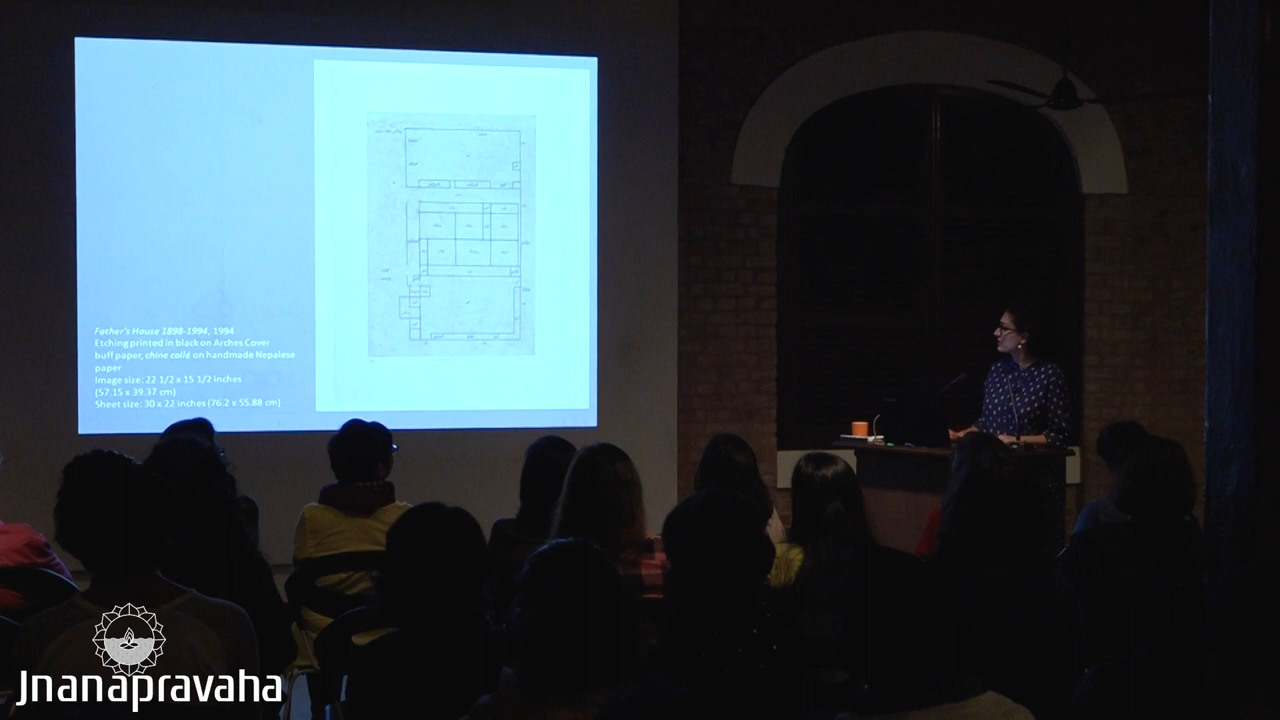 Father's House 1898-1994, 1994
Etching printed in black on Arches Cover
buff paper, chine collé on handmade Nepalese
paper
Image size: 22 1/2 x 15 1/2 inches
(57.15 x 39.37 cm)
Sheet size: 30 x 22 inches (76.2 x 55.88 cm)
Jnanapravaha